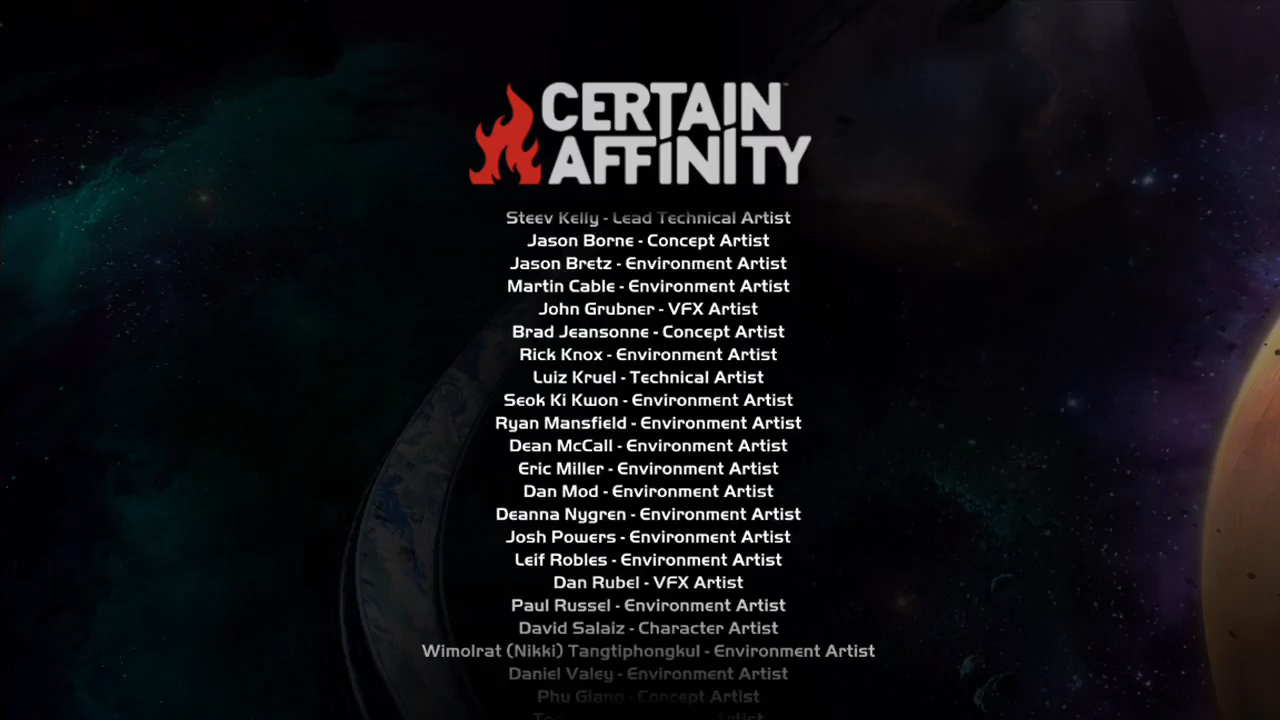 CERTAIN
AFFINITY
Steev Kelly - Lead Technical Artist
Jason Borne - Concept Artist
Jason Bretz - Environment Artist
Martin Cable - Environment Artist
John Grubner - VFX Artist
Brad Jeansonne - Concept Artist
Rick Knox - Environment Artist
Luiz Kruel - Technical Artist
Seok Ki Kwon - Environment Artist
Ryan Mansfield - Environment Artist
Dean McCall - Environment Artist
Eric Miller - Environment Artist
Dan Mod - Environment Artist
Deanna Nygren - Environment Artist
Josh Powers - Environment Artist
Leif Robles - Environment Artist
Dan Rubel - VFX Artist
Paul Russel - Environment Artist
David Salaiz - Character Artist
Wimolrat (Nikki) Tangtiphongkul - Environment Artist
Daniel Valey - Environment Artist
Phu Giang - Concept Artist
Artist